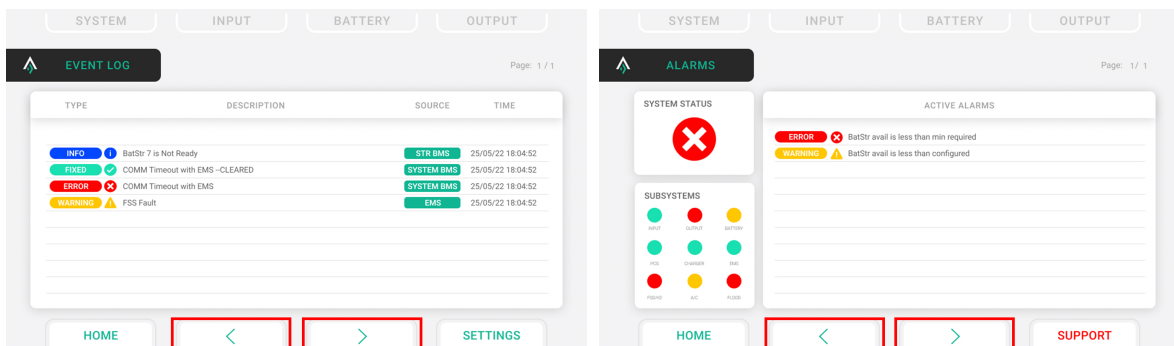 SYSTEM INPUT BATTERY OUTPUT
EVENT LOG
Page: 1 / 1
TYPE DESCRIPTION SOURCE TIME
INFO i BatStr 7 is Not Ready STR BMS 25/05/22 18:04:52
FIXED COMM Timeout with EMS --CLEARED SYSTEM BMS 25/05/22 18:04:52
ERROR COMM Timeout with EMS SYSTEM BMS 25/05/22 18:04:52
WARNING FSS Fault EMS 25/05/22 18:04:52
HOME < > SETTINGS
SYSTEM INPUT BATTERY OUTPUT
ALARMS
Page: 1/ 1
SYSTEM STATUS
ACTIVE ALARMS
ERROR BatStr avail is less than min required
WARNING BatStr avail is less than configured
SUBSYSTEMS
INPUT OUTPUT BATTERY
PCS CHARGER
A/C FLOOD
HOME < > SUPPORT